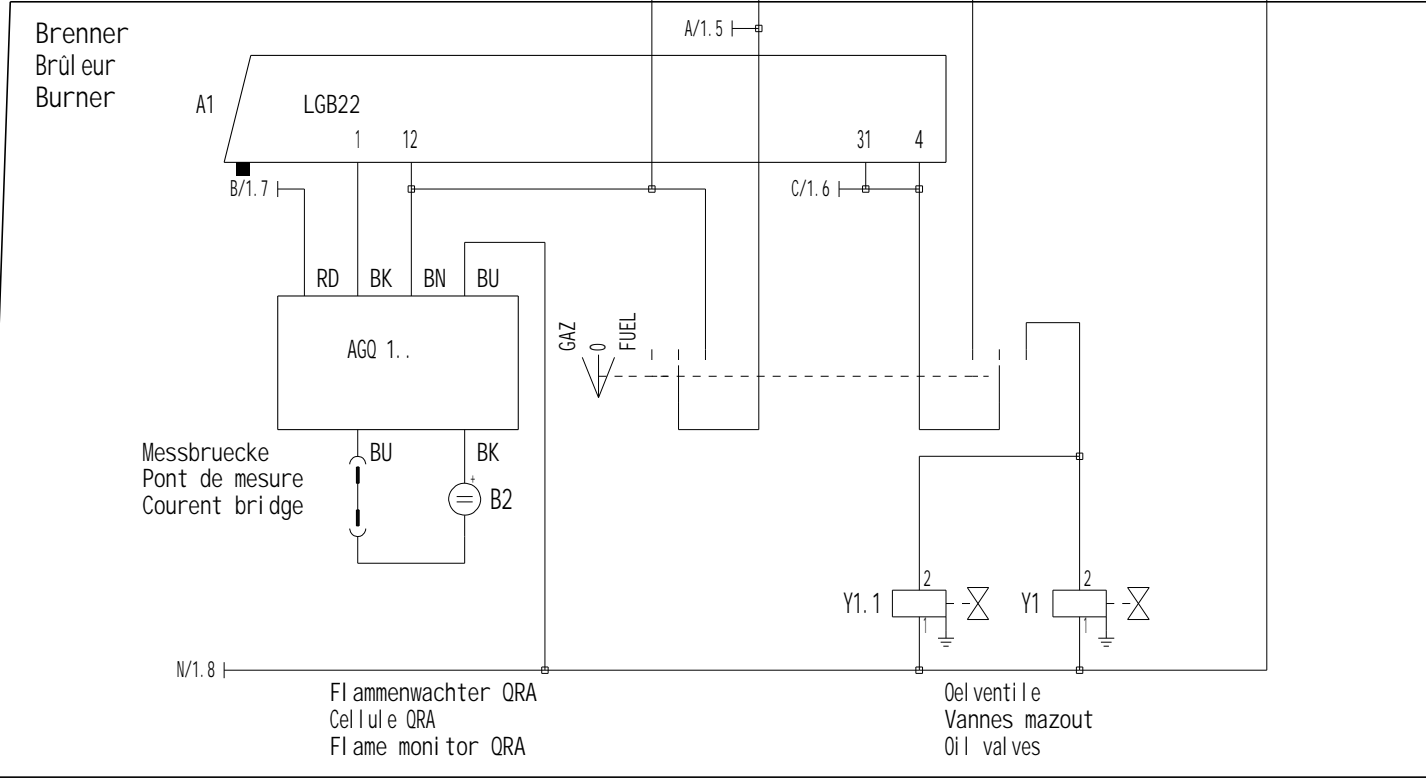 Brenner
Brûleur
Burner
A/1.5
A1
LGB22
1 12 31 4
B/1.7
C/1.6
RD BK BN BU
AGQ 1..
GAZ
0
FUEL
Messbruecke
Pont de mesure
Courent bridge
BU BK
+
B2
2 2
Y1.1 Y1
1 1
N/1.8
Flammenwachter QRA
Cellule QRA
Flame monitor QRA
Oelventile
Vannes mazout
Oil valves